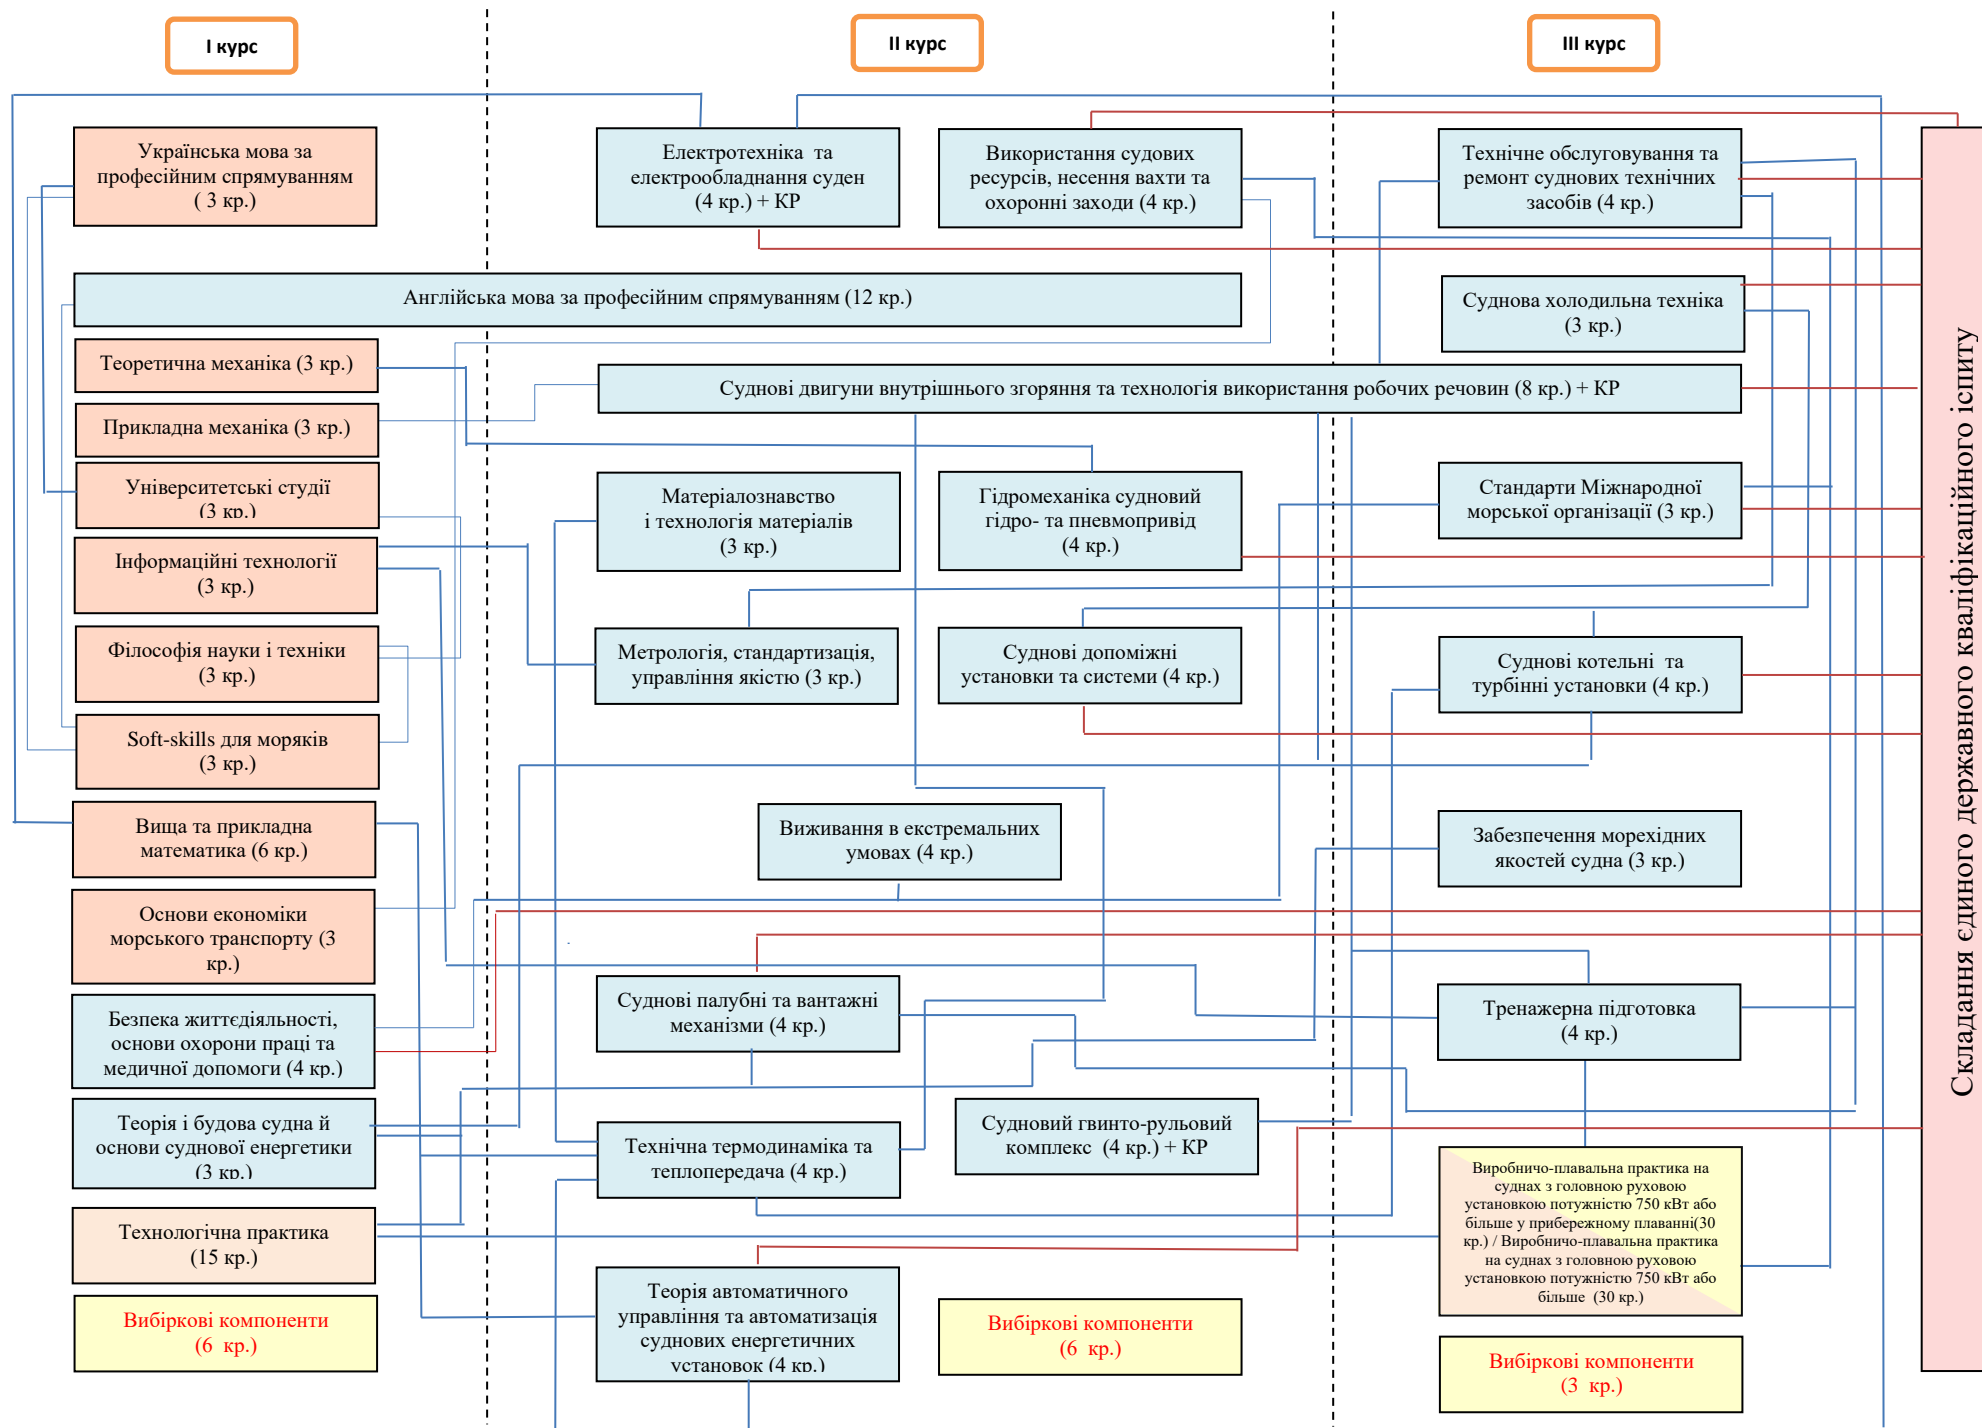 І курс
ІІ курс
ІІІ курс
Українська мова за
професійним спрямуванням
( 3 кр.)
Електротехніка та
електрообладнання суден
(4 кр.) + КР
Використання судових
ресурсів, несення вахти та
охоронні заходи (4 кр.)
Технічне обслуговування та
ремонт суднових технічних
засобів (4 кр.)
Англійська мова за професійним спрямуванням (12 кр.)
Суднова холодильна техніка
(3 кр.)
Теоретична механіка (3 кр.)
Суднові двигуни внутрішнього згоряння та технологія використання робочих речовин (8 кр.) + КР
Прикладна механіка (3 кр.)
Університетські студії
(3 кр.)
Матеріалознавство
і технологія матеріалів
(3 кр.)
Гідромеханіка судновий
гідро- та пневмопривід
(4 кр.)
Стандарти Міжнародної
морської організації (3 кр.)
Інформаційні технології
(3 кр.)
Філософія науки і техніки
(3 кр.)
Метрологія, стандартизація,
управління якістю (3 кр.)
Суднові допоміжні
установки та системи (4 кр.)
Суднові котельні та
турбінні установки (4 кр.)
Soft-skills для моряків
(3 кр.)
Вища та прикладна
математика (6 кр.)
Виживання в екстремальних
умовах (4 кр.)
Забезпечення морехідних
якостей судна (3 кр.)
Основи економіки
морського транспорту (3
кр.)
Безпека життєдіяльності,
основи охорони праці та
медичної допомоги (4 кр.)
Суднові палубні та вантажні
механізми (4 кр.)
Тренажерна підготовка
(4 кр.)
Теорія і будова судна й
основи суднової енергетики
(3 кр.)
Технічна термодинаміка та
теплопередача (4 кр.)
Судновий гвинто-рульовий
комплекс (4 кр.) + КР
Виробничо-плавальна практика на
суднах з головною руховою
установкою потужністю 750 кВт або
більше у прибережному плаванні(30
кр.) / Виробничо-плавальна практика
на суднах з головною руховою
установкою потужністю 750 кВт або
більше (30 кр.)
Технологічна практика
(15 кр.)
Теорія автоматичного
управління та автоматизація
суднових енергетичних
установок (4 кр.)
Вибіркові компоненти
(6 кр.)
Вибіркові компоненти
(6 кр.)
Вибіркові компоненти
(3 кр.)
Складання єдиного державного кваліфікаційного іспиту